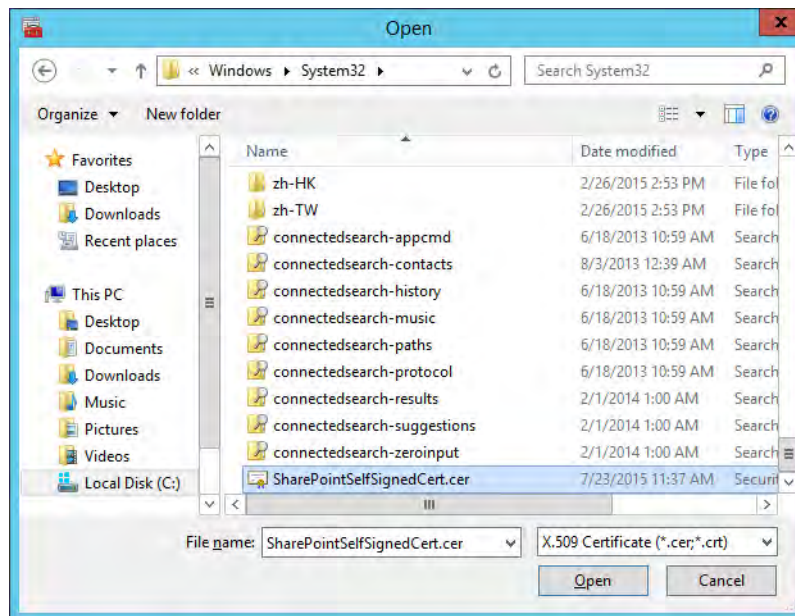 Open
x
« Windows ▸ System32 ▸
Search System32
Organize ▾ New folder
Name Date modified Type
Favorites
Desktop
Downloads
Recent places
This PC
Desktop
Documents
Downloads
Music
Pictures
Videos
Local Disk (C:)
zh-HK 2/26/2015 2:53 PM File fol
zh-TW 2/26/2015 2:53 PM File fol
connectedsearch-appcmd 6/18/2013 10:59 AM Search
connectedsearch-contacts 8/3/2013 12:39 AM Search
connectedsearch-history 6/18/2013 10:59 AM Search
connectedsearch-music 6/18/2013 10:59 AM Search
connectedsearch-paths 6/18/2013 10:59 AM Search
connectedsearch-protocol 6/18/2013 10:59 AM Search
connectedsearch-results 2/1/2014 1:00 AM Search
connectedsearch-suggestions 2/1/2014 1:00 AM Search
connectedsearch-zeroinput 2/1/2014 1:00 AM Search
SharePointSelfSignedCert.cer 7/23/2015 11:37 AM Securit
File name: SharePointSelfSignedCert.cer X.509 Certificate (*.cer;*.crt)
Open Cancel